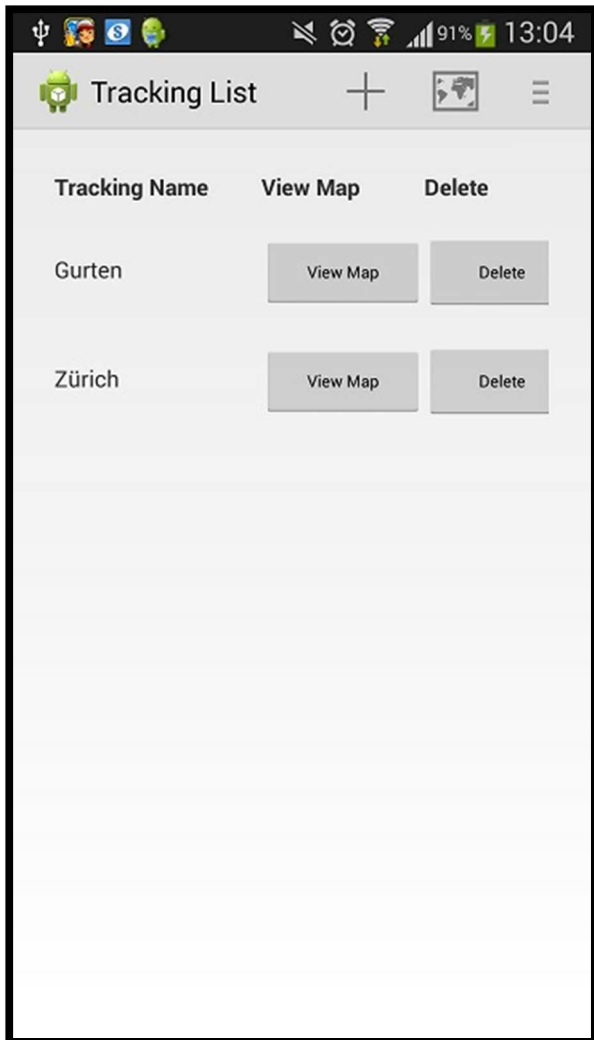 91% 13:04
Tracking List
Tracking Name View Map Delete
Gurten View Map Delete
Zürich View Map Delete